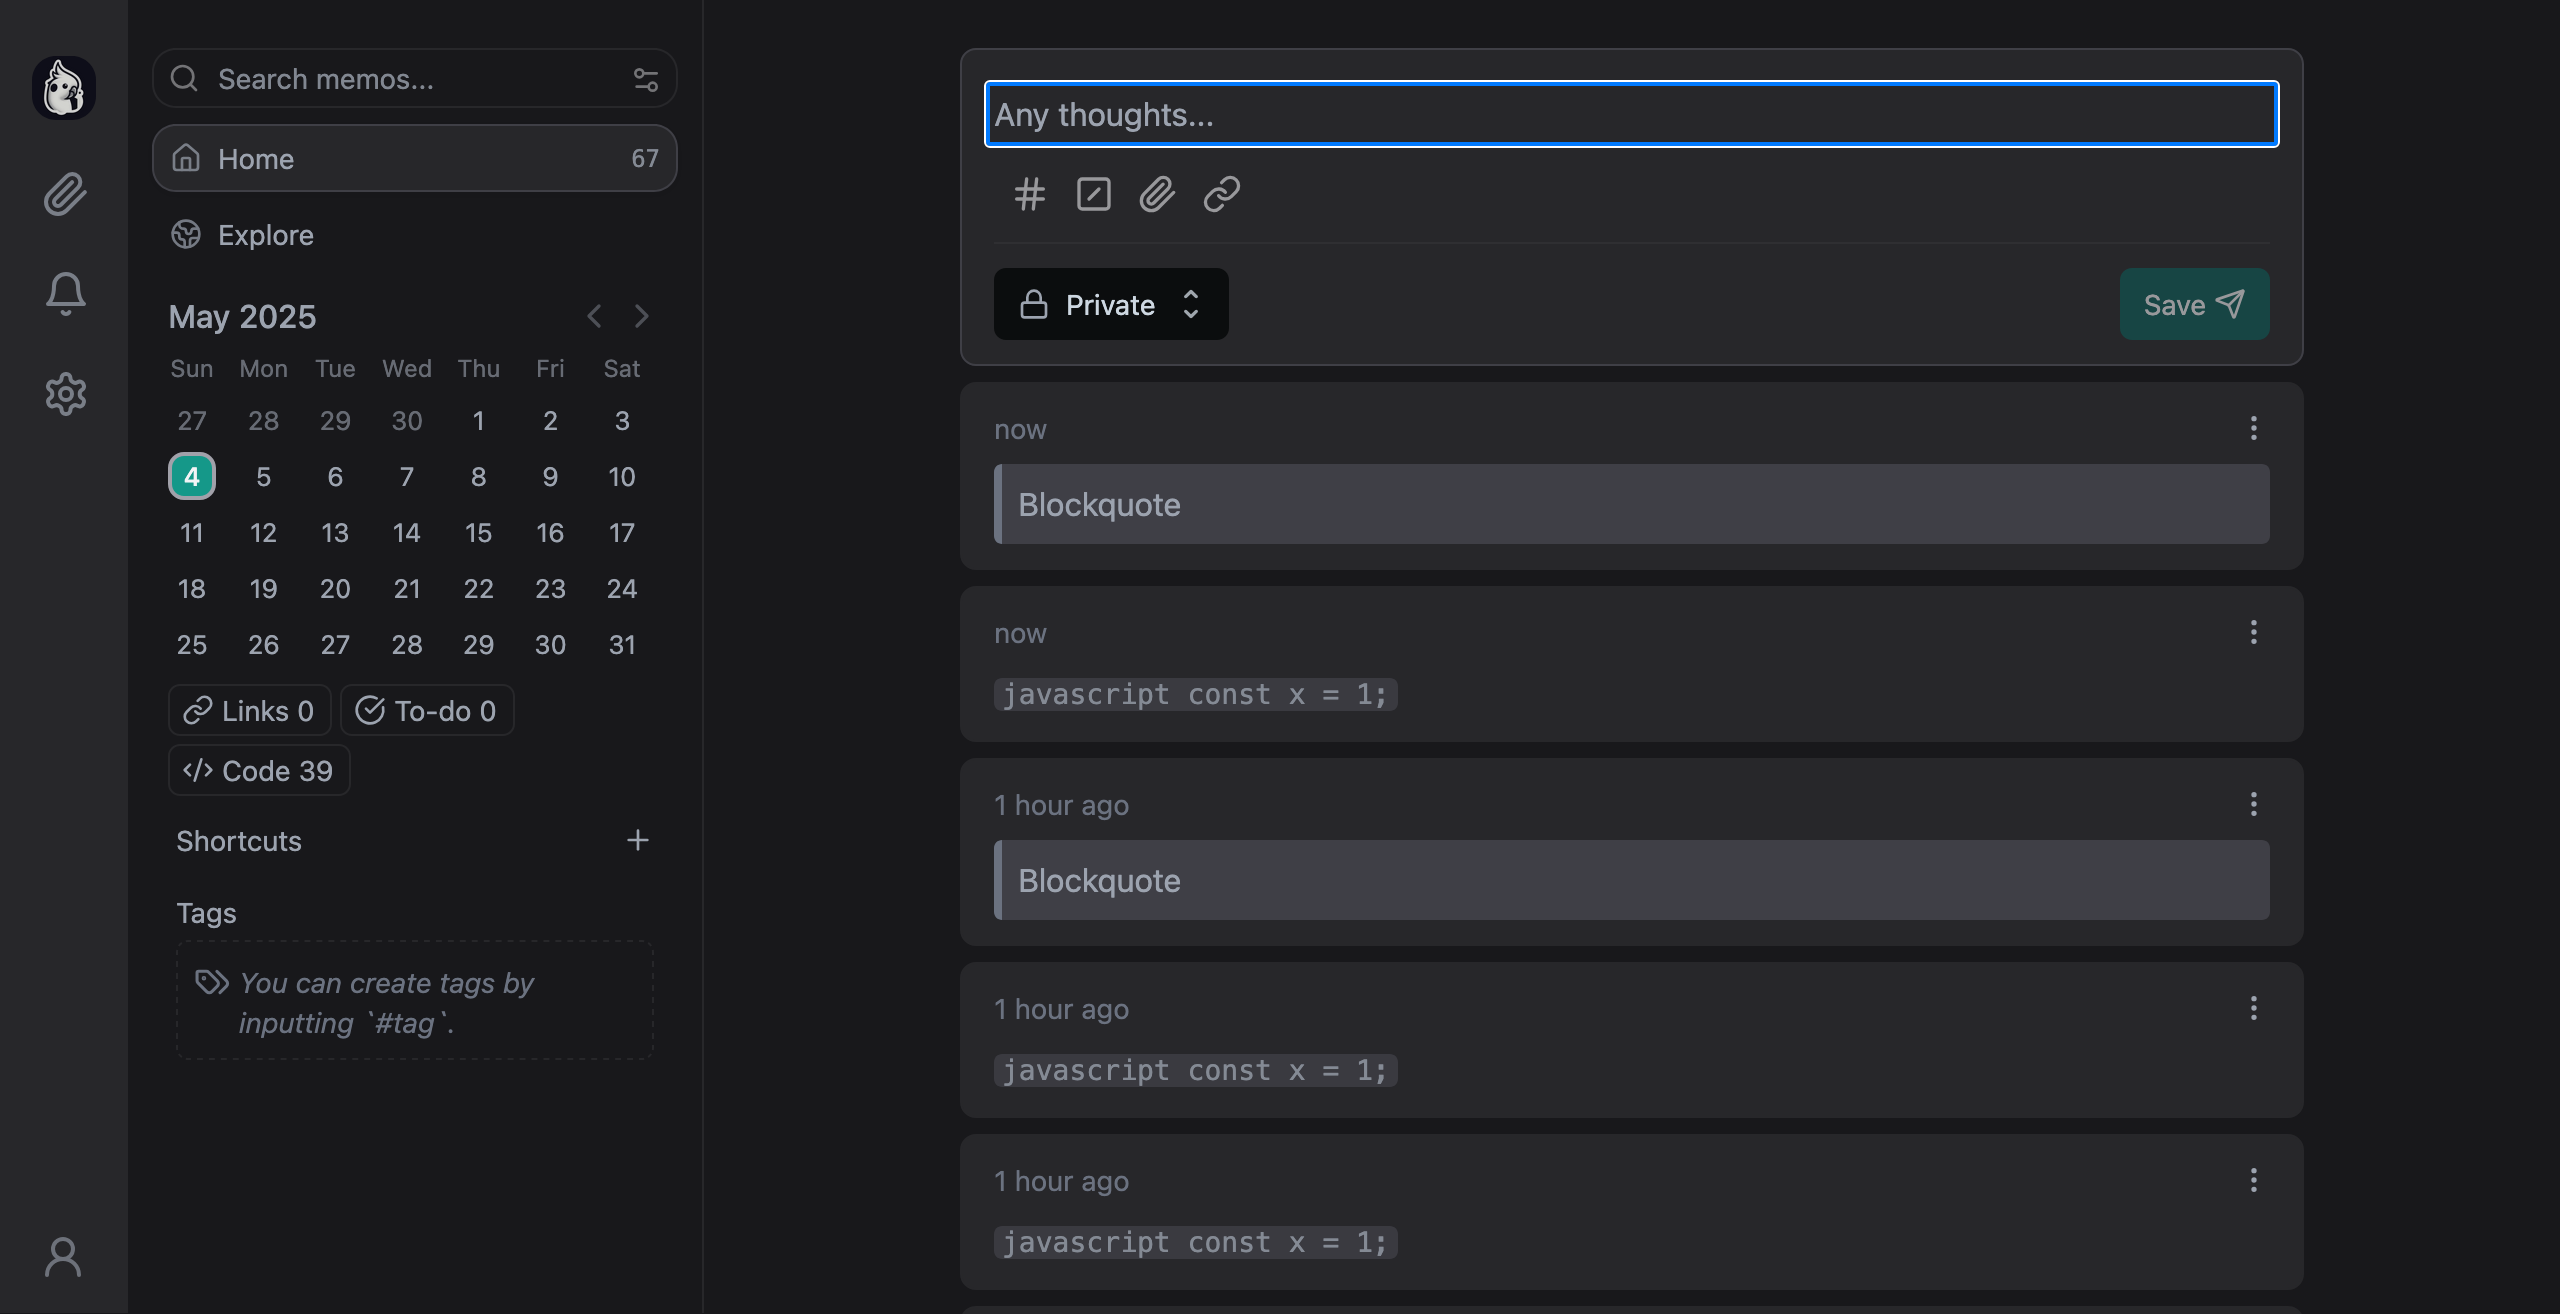 Search memos...
Home 67
Explore
May 2025
Sun Mon Tue Wed Thu Fri Sat
27 28 29 30 1 2 3
4 5 6 7 8 9 10
11 12 13 14 15 16 17
18 19 20 21 22 23 24
25 26 27 28 29 30 31
Links 0 To-do 0
Code 39
Shortcuts
Tags
You can create tags by
inputting `#tag`.
Any thoughts...
Private
Save
now
Blockquote
now
javascript const x = 1;
1 hour ago
Blockquote
1 hour ago
javascript const x = 1;
1 hour ago
javascript const x = 1;